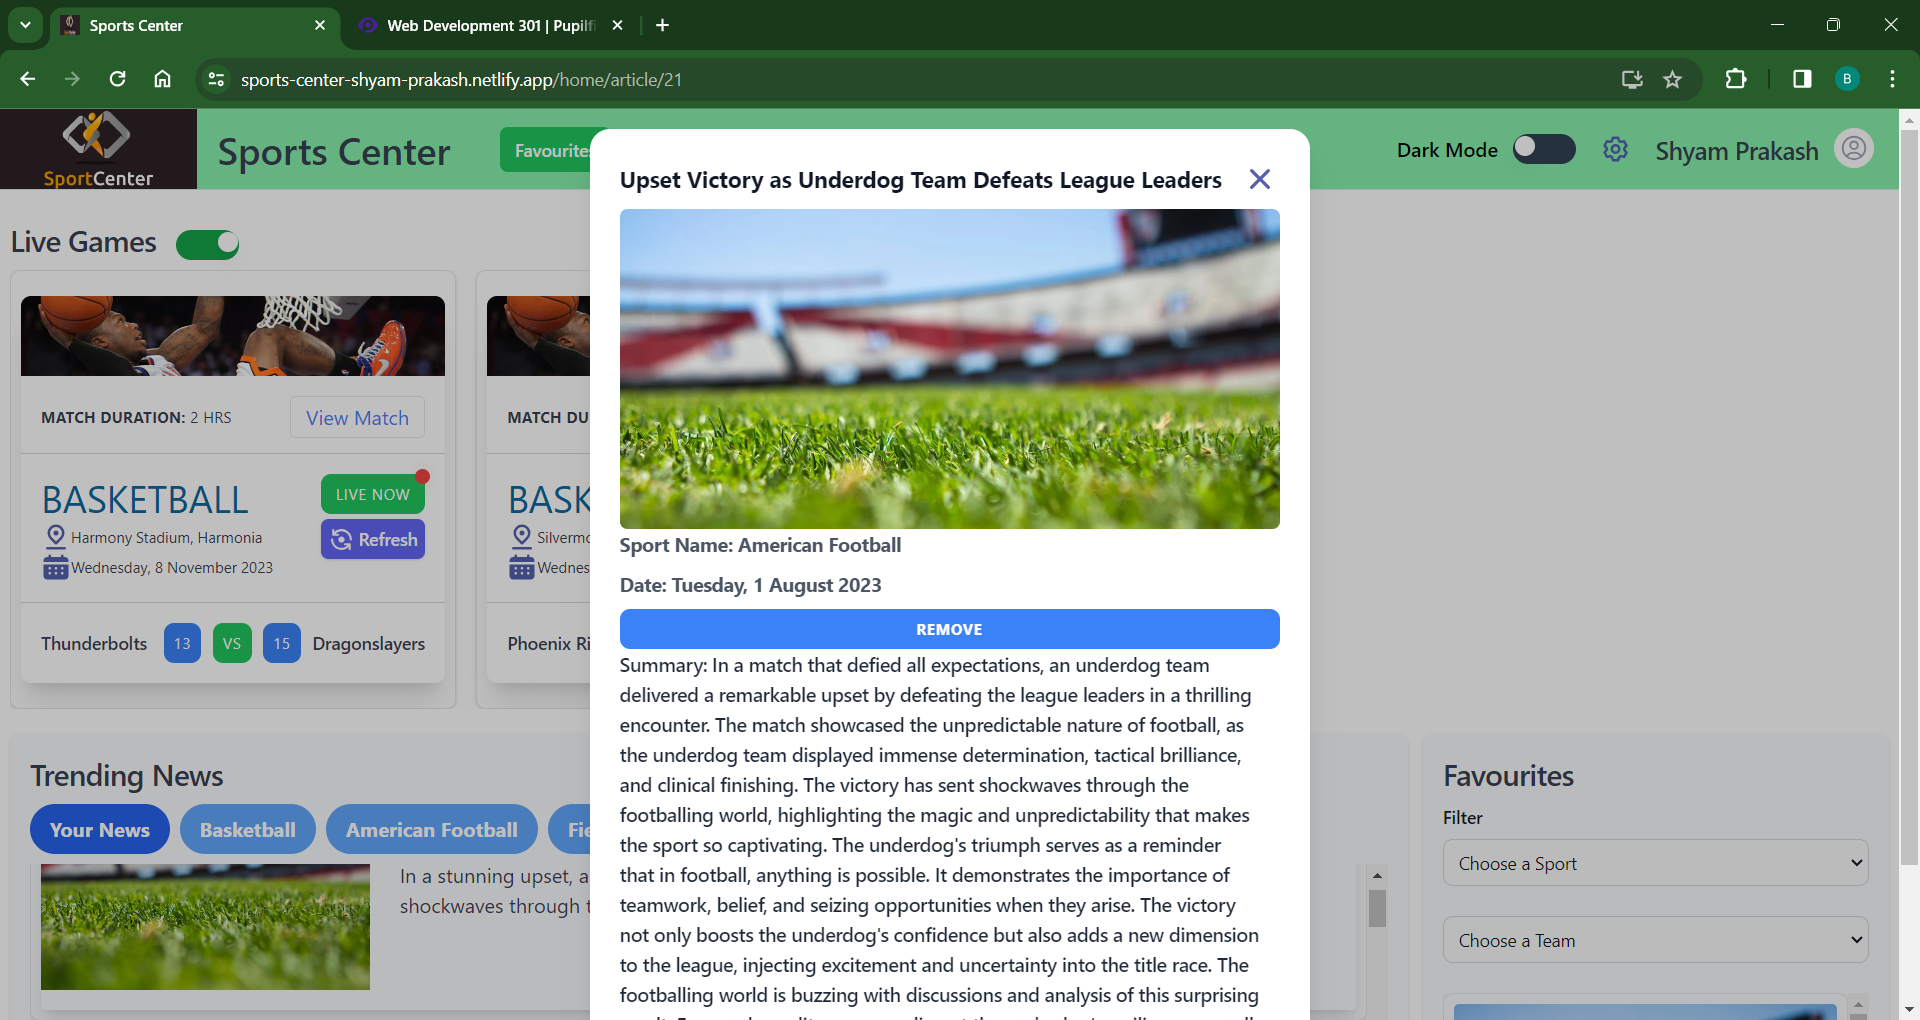 Sports Center
Web Development 301 | Pupilfi
sports-center-shyam-prakash.netlify.app/home/article/21
B
SportCenter
Sports Center
Favourites
Dark Mode
Shyam Prakash
Live Games
MATCH DURATION: 2 HRS
View Match
BASKETBALL
LIVE NOW
Harmony Stadium, Harmonia
Refresh
Wednesday, 8 November 2023
Thunderbolts 13 VS 15 Dragonslayers
MATCH DU
BASK
Silvermo
Wednes
Phoenix Ri
Upset Victory as Underdog Team Defeats League Leaders
Sport Name: American Football
Date: Tuesday, 1 August 2023
REMOVE
Summary: In a match that defied all expectations, an underdog team
delivered a remarkable upset by defeating the league leaders in a thrilling
encounter. The match showcased the unpredictable nature of football, as
the underdog team displayed immense determination, tactical brilliance,
and clinical finishing. The victory has sent shockwaves through the
footballing world, highlighting the magic and unpredictability that makes
the sport so captivating. The underdog's triumph serves as a reminder
that in football, anything is possible. It demonstrates the importance of
teamwork, belief, and seizing opportunities when they arise. The victory
not only boosts the underdog's confidence but also adds a new dimension
to the league, injecting excitement and uncertainty into the title race. The
footballing world is buzzing with discussions and analysis of this surprising
Trending News
Your News
Basketball
American Football
Fie
In a stunning upset, a
shockwaves through t
Favourites
Filter
Choose a Sport
Choose a Team